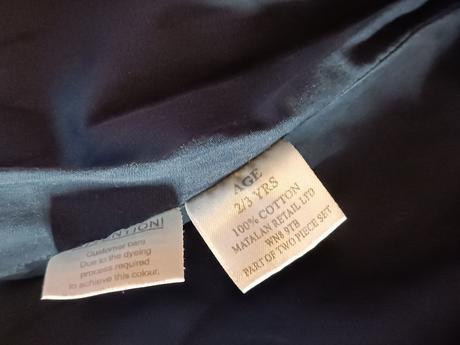 ATTENTION!
Customer care
Due to the dyeing
process required
to achieve this colour,
AGE
2/3 YRS
100% COTTON
MATALAN RETAIL LTD
WN8 9TB
PART OF TWO PIECE SET